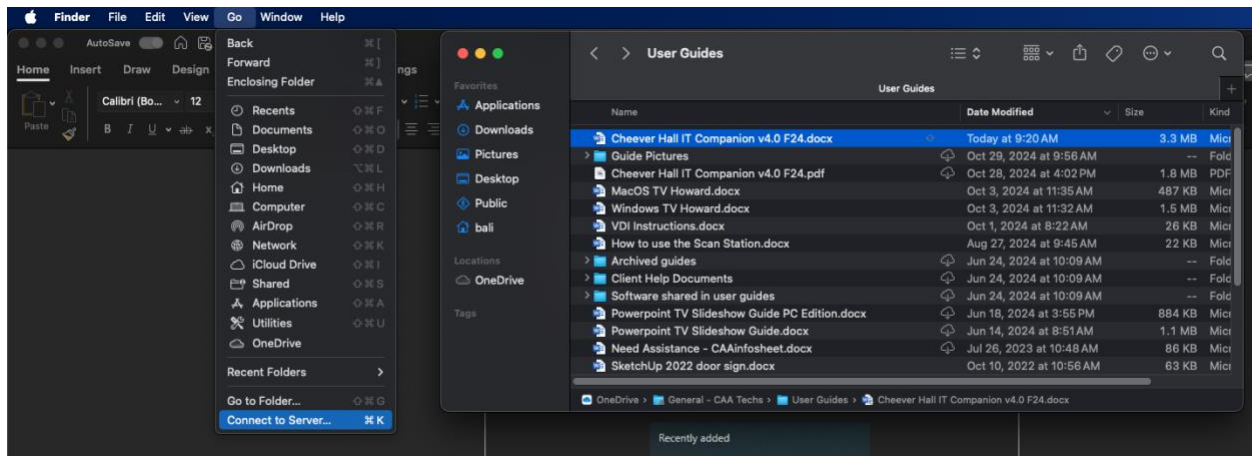 Finder File Edit View Go Window Help
AutoSave
Home Insert Draw Design
ngs
Calibri (Bo... 12
Paste
B I U ab x
Back ⌘[
Forward ⌘]
Enclosing Folder ⌘▲
Recents ⇧⌘F
Documents ⇧⌘O
Desktop ⇧⌘D
Downloads ⌥⌘L
Home ⇧⌘H
Computer ⇧⌘C
AirDrop ⇧⌘R
Network ⇧⌘K
iCloud Drive ⇧⌘I
Shared ⇧⌘S
Applications ⇧⌘A
Utilities ⇧⌘U
OneDrive
Recent Folders
Go to Folder... ⇧⌘G
Connect to Server... ⌘K
User Guides
Favorites
Applications
Downloads
Pictures
Desktop
Public
bali
Locations
OneDrive
Tags
User Guides
Name Date Modified Size Kind
Cheever Hall IT Companion v4.0 F24.docx Today at 9:20 AM 3.3 MB Micr
Guide Pictures Oct 29, 2024 at 9:56 AM -- Fold
Cheever Hall IT Companion v4.0 F24.pdf Oct 28, 2024 at 4:02 PM 1.8 MB PDF
MacOS TV Howard.docx Oct 3, 2024 at 11:35 AM 487 KB Micr
Windows TV Howard.docx Oct 3, 2024 at 11:32 AM 1.5 MB Micr
VDI Instructions.docx Oct 1, 2024 at 8:22 AM 26 KB Micr
How to use the Scan Station.docx Aug 27, 2024 at 9:45 AM 22 KB Micr
Archived guides Jun 24, 2024 at 10:09 AM -- Fold
Client Help Documents Jun 24, 2024 at 10:09 AM -- Fold
Software shared in user guides Jun 24, 2024 at 10:09 AM -- Fold
Powerpoint TV Slideshow Guide PC Edition.docx Jun 18, 2024 at 3:55 PM 884 KB Micr
Powerpoint TV Slideshow Guide.docx Jun 14, 2024 at 8:51 AM 1.1 MB Micr
Need Assistance - CAAinfosheet.docx Jul 26, 2023 at 10:48 AM 86 KB Micr
SketchUp 2022 door sign.docx Oct 10, 2022 at 10:56 AM 63 KB Micr
OneDrive › General - CAA Techs › User Guides › Cheever Hall IT Companion v4.0 F24.docx
Recently added